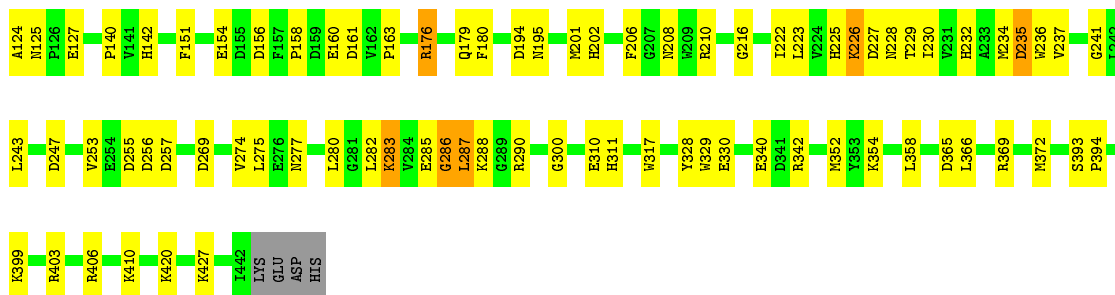 A124 N125 P126 E127 P140 V141 H142 F151 E154 D155 D156 F157 P158 D159 E160 D161 V162 P163 R176 Q179 F180 D194 N195 M201 H202 F206 G207 N208 W209 R210 G216 I222 L223 V224 H225 K226 D227 N228 T229 I230 V231 H232 A233 M234 D235 W236 V237 G241
L243 D247 V253 E254 D255 D256 D257 D269 V274 L275 E276 N277 L280 G281 L282 K283 V284 E285 G286 L287 K288 G289 R290 G300 E310 H311 W317 Y328 W329 E330 E340 D341 R342 M352 Y353 K354 L358 D365 L366 R369 M372 S393 P394
K399 R403 R406 K410 K420 K427 I442 LYS GLU ASP HIS